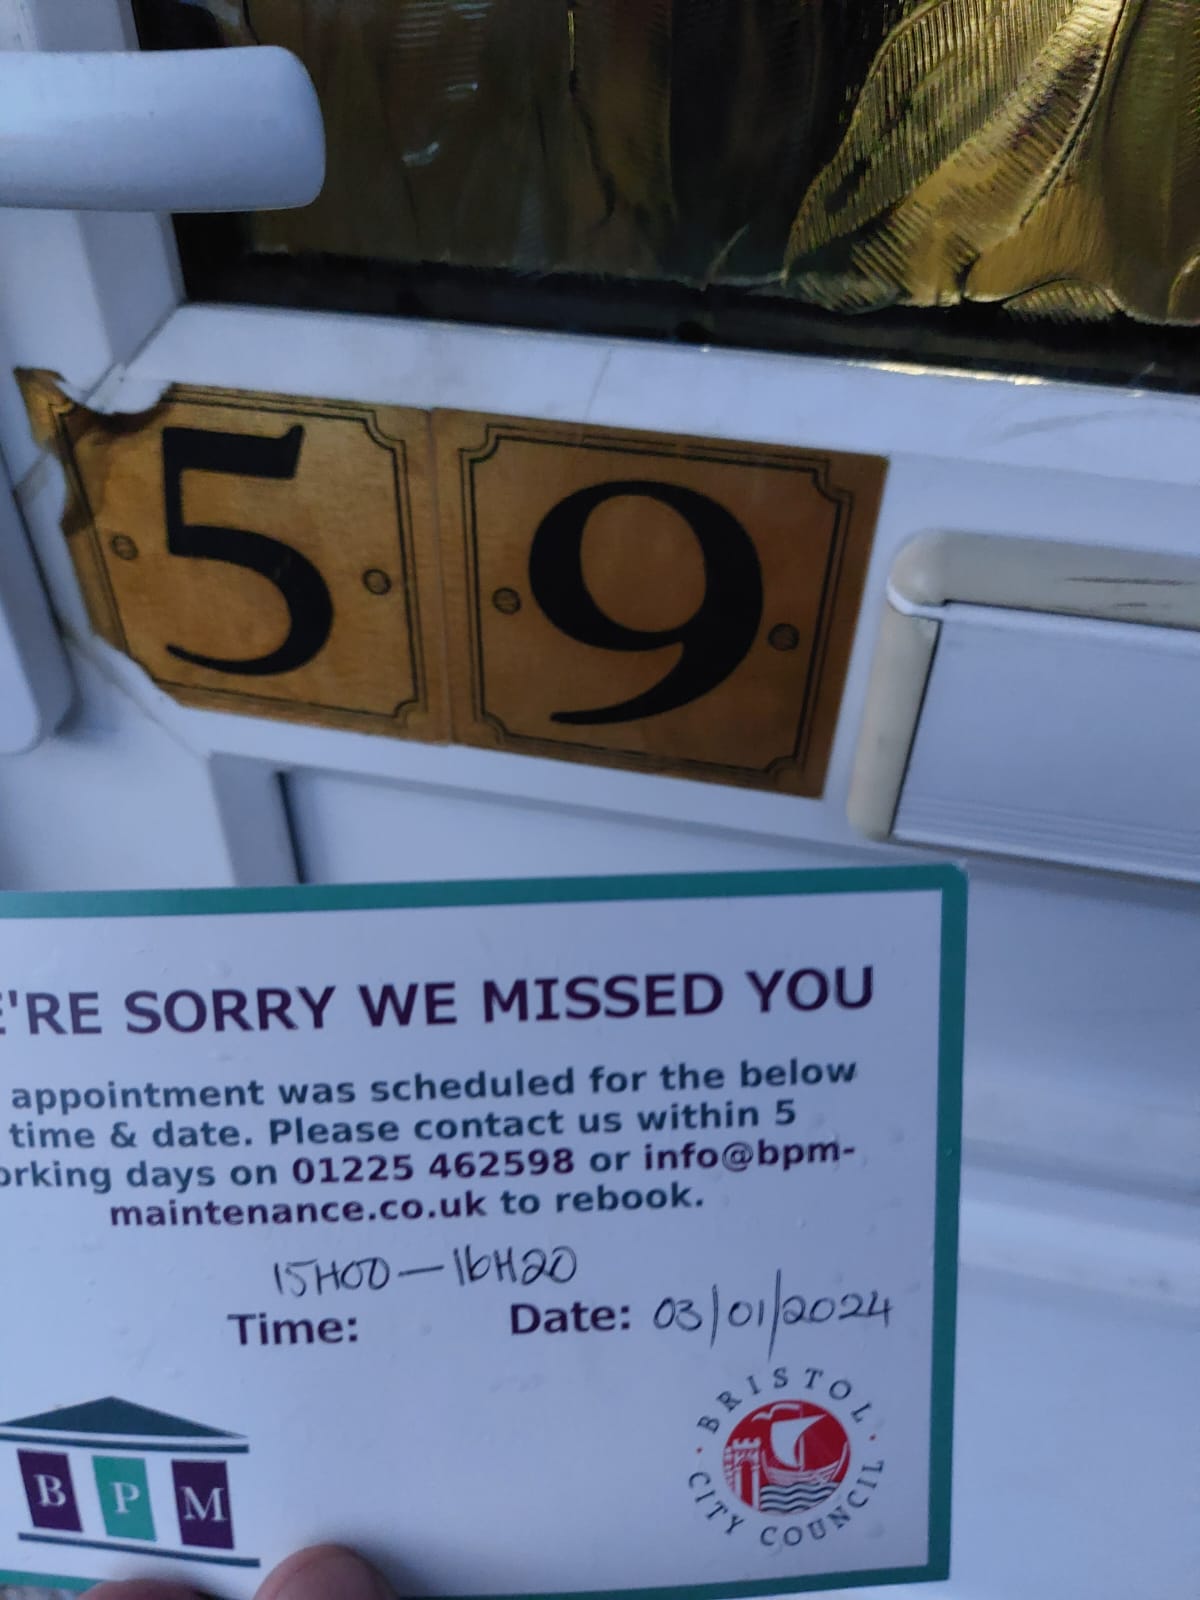 5 9
'RE SORRY WE MISSED YOU
appointment was scheduled for the below
time & date. Please contact us within 5
orking days on 01225 462598 or info@bpm-
maintenance.co.uk to rebook.
15H00 — 16H20
Time: Date: 03/01/2024
B P M
BRISTOL
CITY COUNCIL